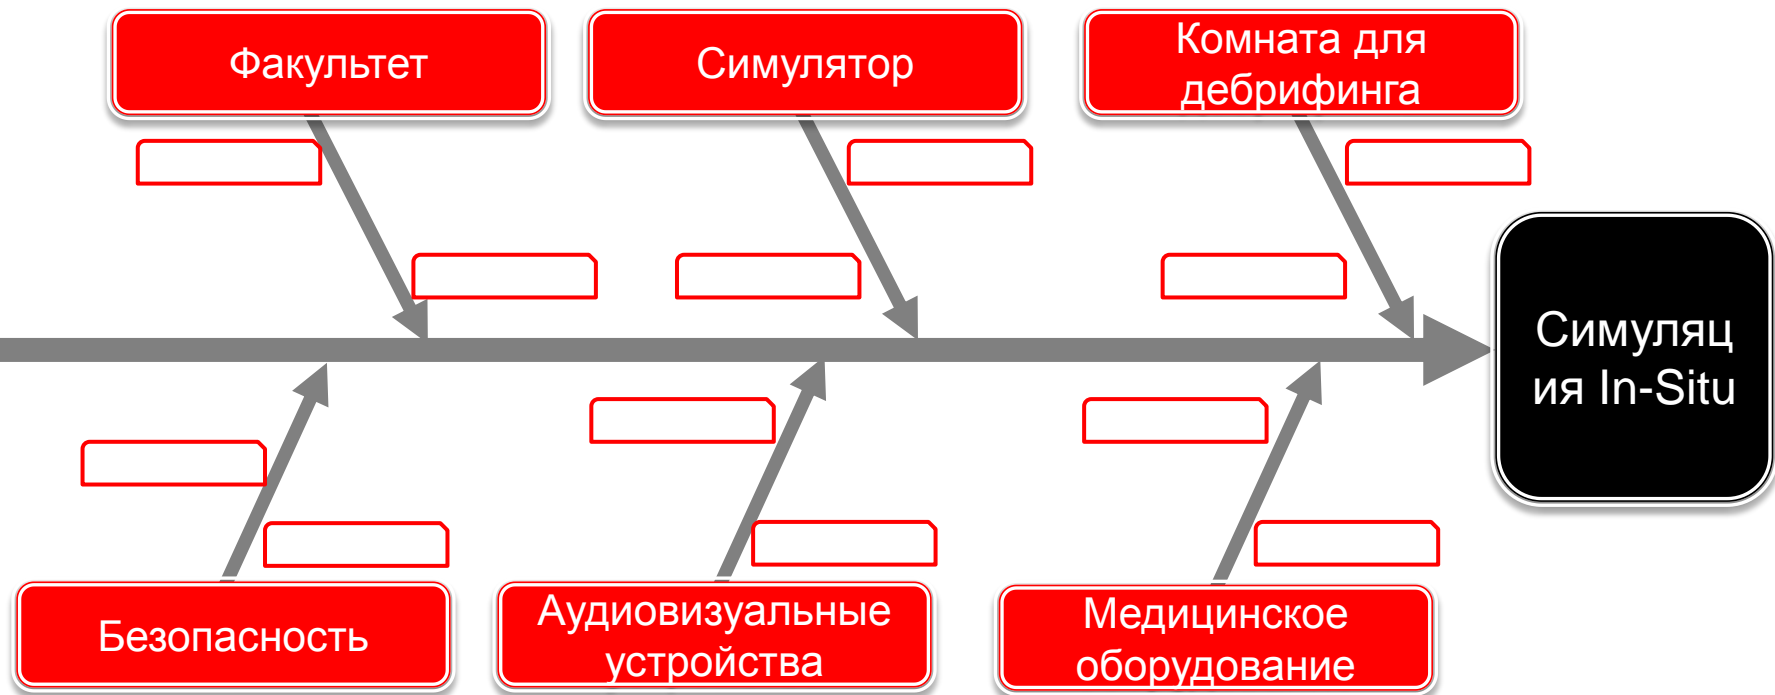 Факультет
Симулятор
Комната для
дебрифинга
Симуляц
ия In-Situ
Безопасность
Аудиовизуальные
устройства
Медицинское
оборудование